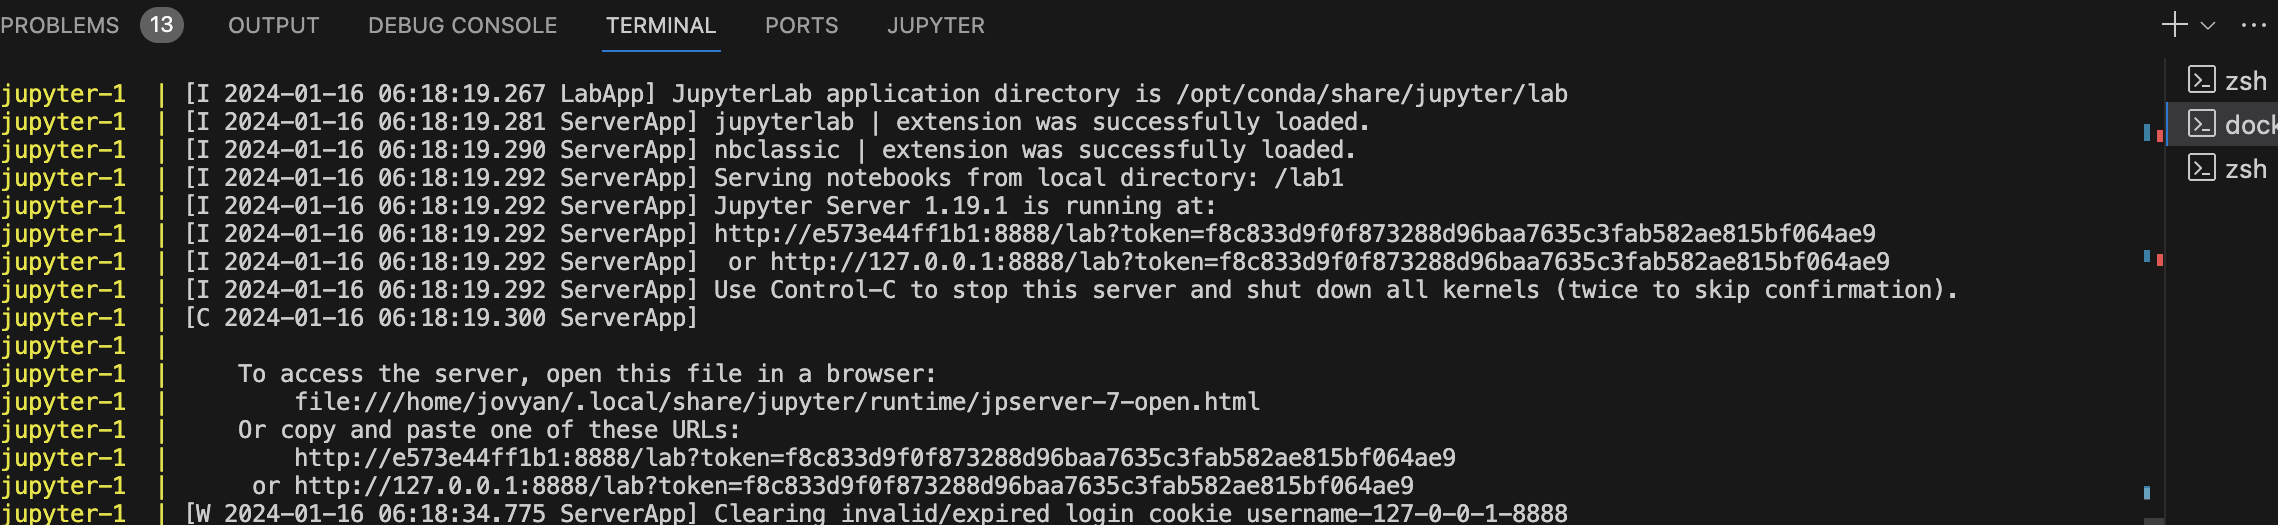 PROBLEMS 13 OUTPUT DEBUG CONSOLE TERMINAL PORTS JUPYTER
jupyter-1 | [I 2024-01-16 06:18:19.267 LabApp] JupyterLab application directory is /opt/conda/share/jupyter/lab
jupyter-1 | [I 2024-01-16 06:18:19.281 ServerApp] jupyterlab | extension was successfully loaded.
jupyter-1 | [I 2024-01-16 06:18:19.290 ServerApp] nbclassic | extension was successfully loaded.
jupyter-1 | [I 2024-01-16 06:18:19.292 ServerApp] Serving notebooks from local directory: /lab1
jupyter-1 | [I 2024-01-16 06:18:19.292 ServerApp] Jupyter Server 1.19.1 is running at:
jupyter-1 | [I 2024-01-16 06:18:19.292 ServerApp] http://e573e44ff1b1:8888/lab?token=f8c833d9f0f873288d96baa7635c3fab582ae815bf064ae9
jupyter-1 | [I 2024-01-16 06:18:19.292 ServerApp]  or http://127.0.0.1:8888/lab?token=f8c833d9f0f873288d96baa7635c3fab582ae815bf064ae9
jupyter-1 | [I 2024-01-16 06:18:19.292 ServerApp] Use Control-C to stop this server and shut down all kernels (twice to skip confirmation).
jupyter-1 | [C 2024-01-16 06:18:19.300 ServerApp]
jupyter-1 |
jupyter-1 |     To access the server, open this file in a browser:
jupyter-1 |         file:///home/jovyan/.local/share/jupyter/runtime/jpserver-7-open.html
jupyter-1 |     Or copy and paste one of these URLs:
jupyter-1 |         http://e573e44ff1b1:8888/lab?token=f8c833d9f0f873288d96baa7635c3fab582ae815bf064ae9
jupyter-1 |      or http://127.0.0.1:8888/lab?token=f8c833d9f0f873288d96baa7635c3fab582ae815bf064ae9
jupyter-1 | [W 2024-01-16 06:18:34.775 ServerApp] Clearing invalid/expired login cookie username-127-0-0-1-8888
zsh
dock
zsh